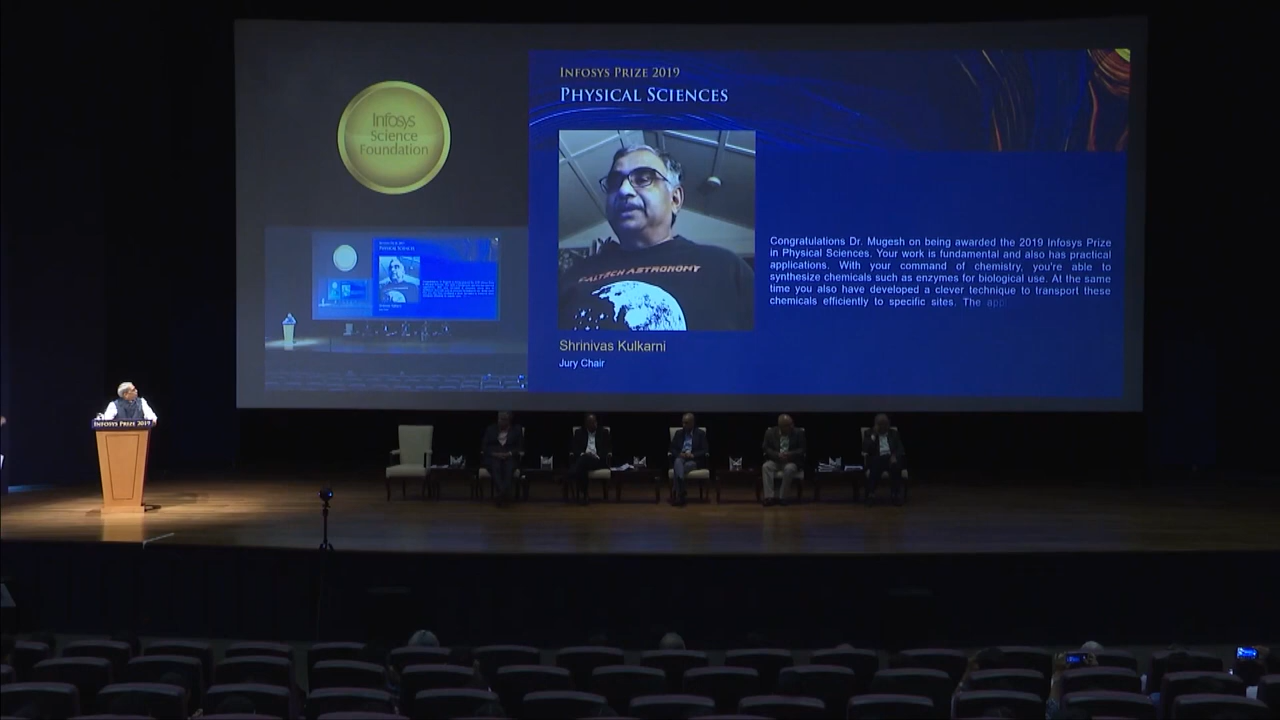 Infosys
Science
Foundation
INFOSYS PRIZE 2019
PHYSICAL SCIENCES
CALTECH ASTRONOMY
Congratulations Dr. Mugesh on being awarded the 2019 Infosys Prize
in Physical Sciences. Your work is fundamental and also has practical
applications. With your command of chemistry, you're able to
synthesize chemicals such as enzymes for biological use. At the same
time you also have developed a clever technique to transport these
chemicals efficiently to specific sites. The app
Shrinivas Kulkarni
Jury Chair
INFOSYS PRIZE 2019